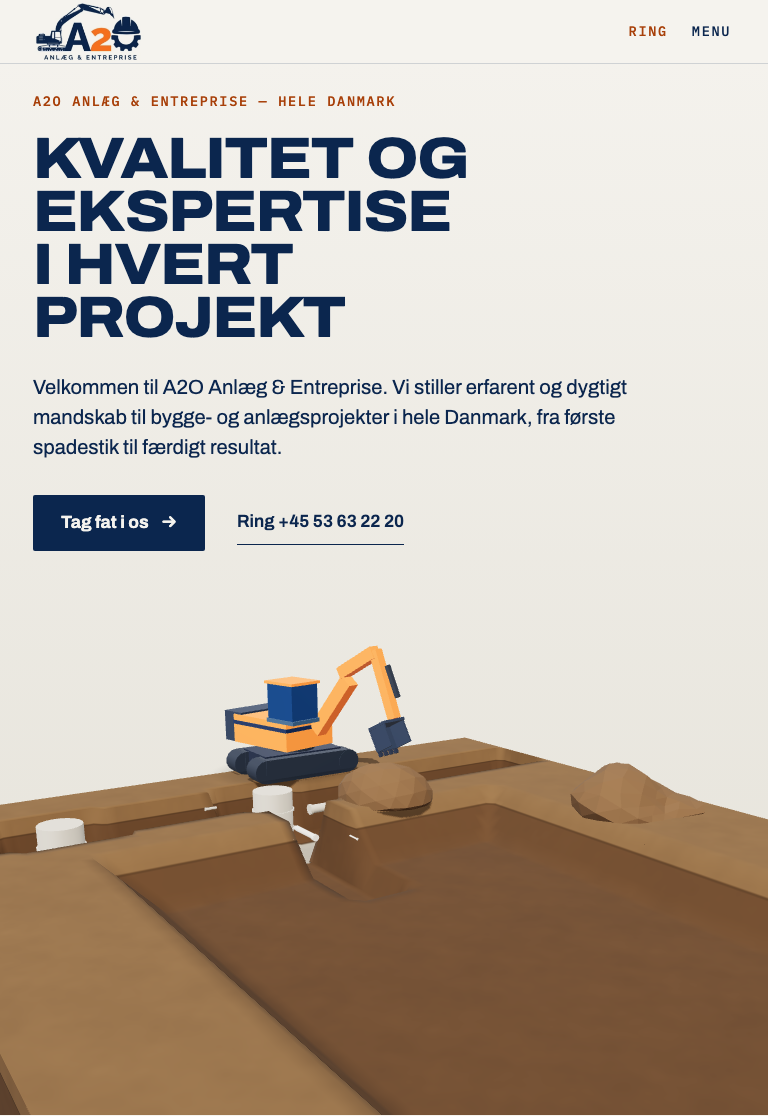 A2O
ANLÆG & ENTREPRISE
RING MENU
A2O ANLÆG & ENTREPRISE — HELE DANMARK
KVALITET OG
EKSPERTISE
I HVERT
PROJEKT
Velkommen til A2O Anlæg & Entreprise. Vi stiller erfarent og dygtigt
mandskab til bygge- og anlægsprojekter i hele Danmark, fra første
spadestik til færdigt resultat.
Tag fat i os →
Ring +45 53 63 22 20